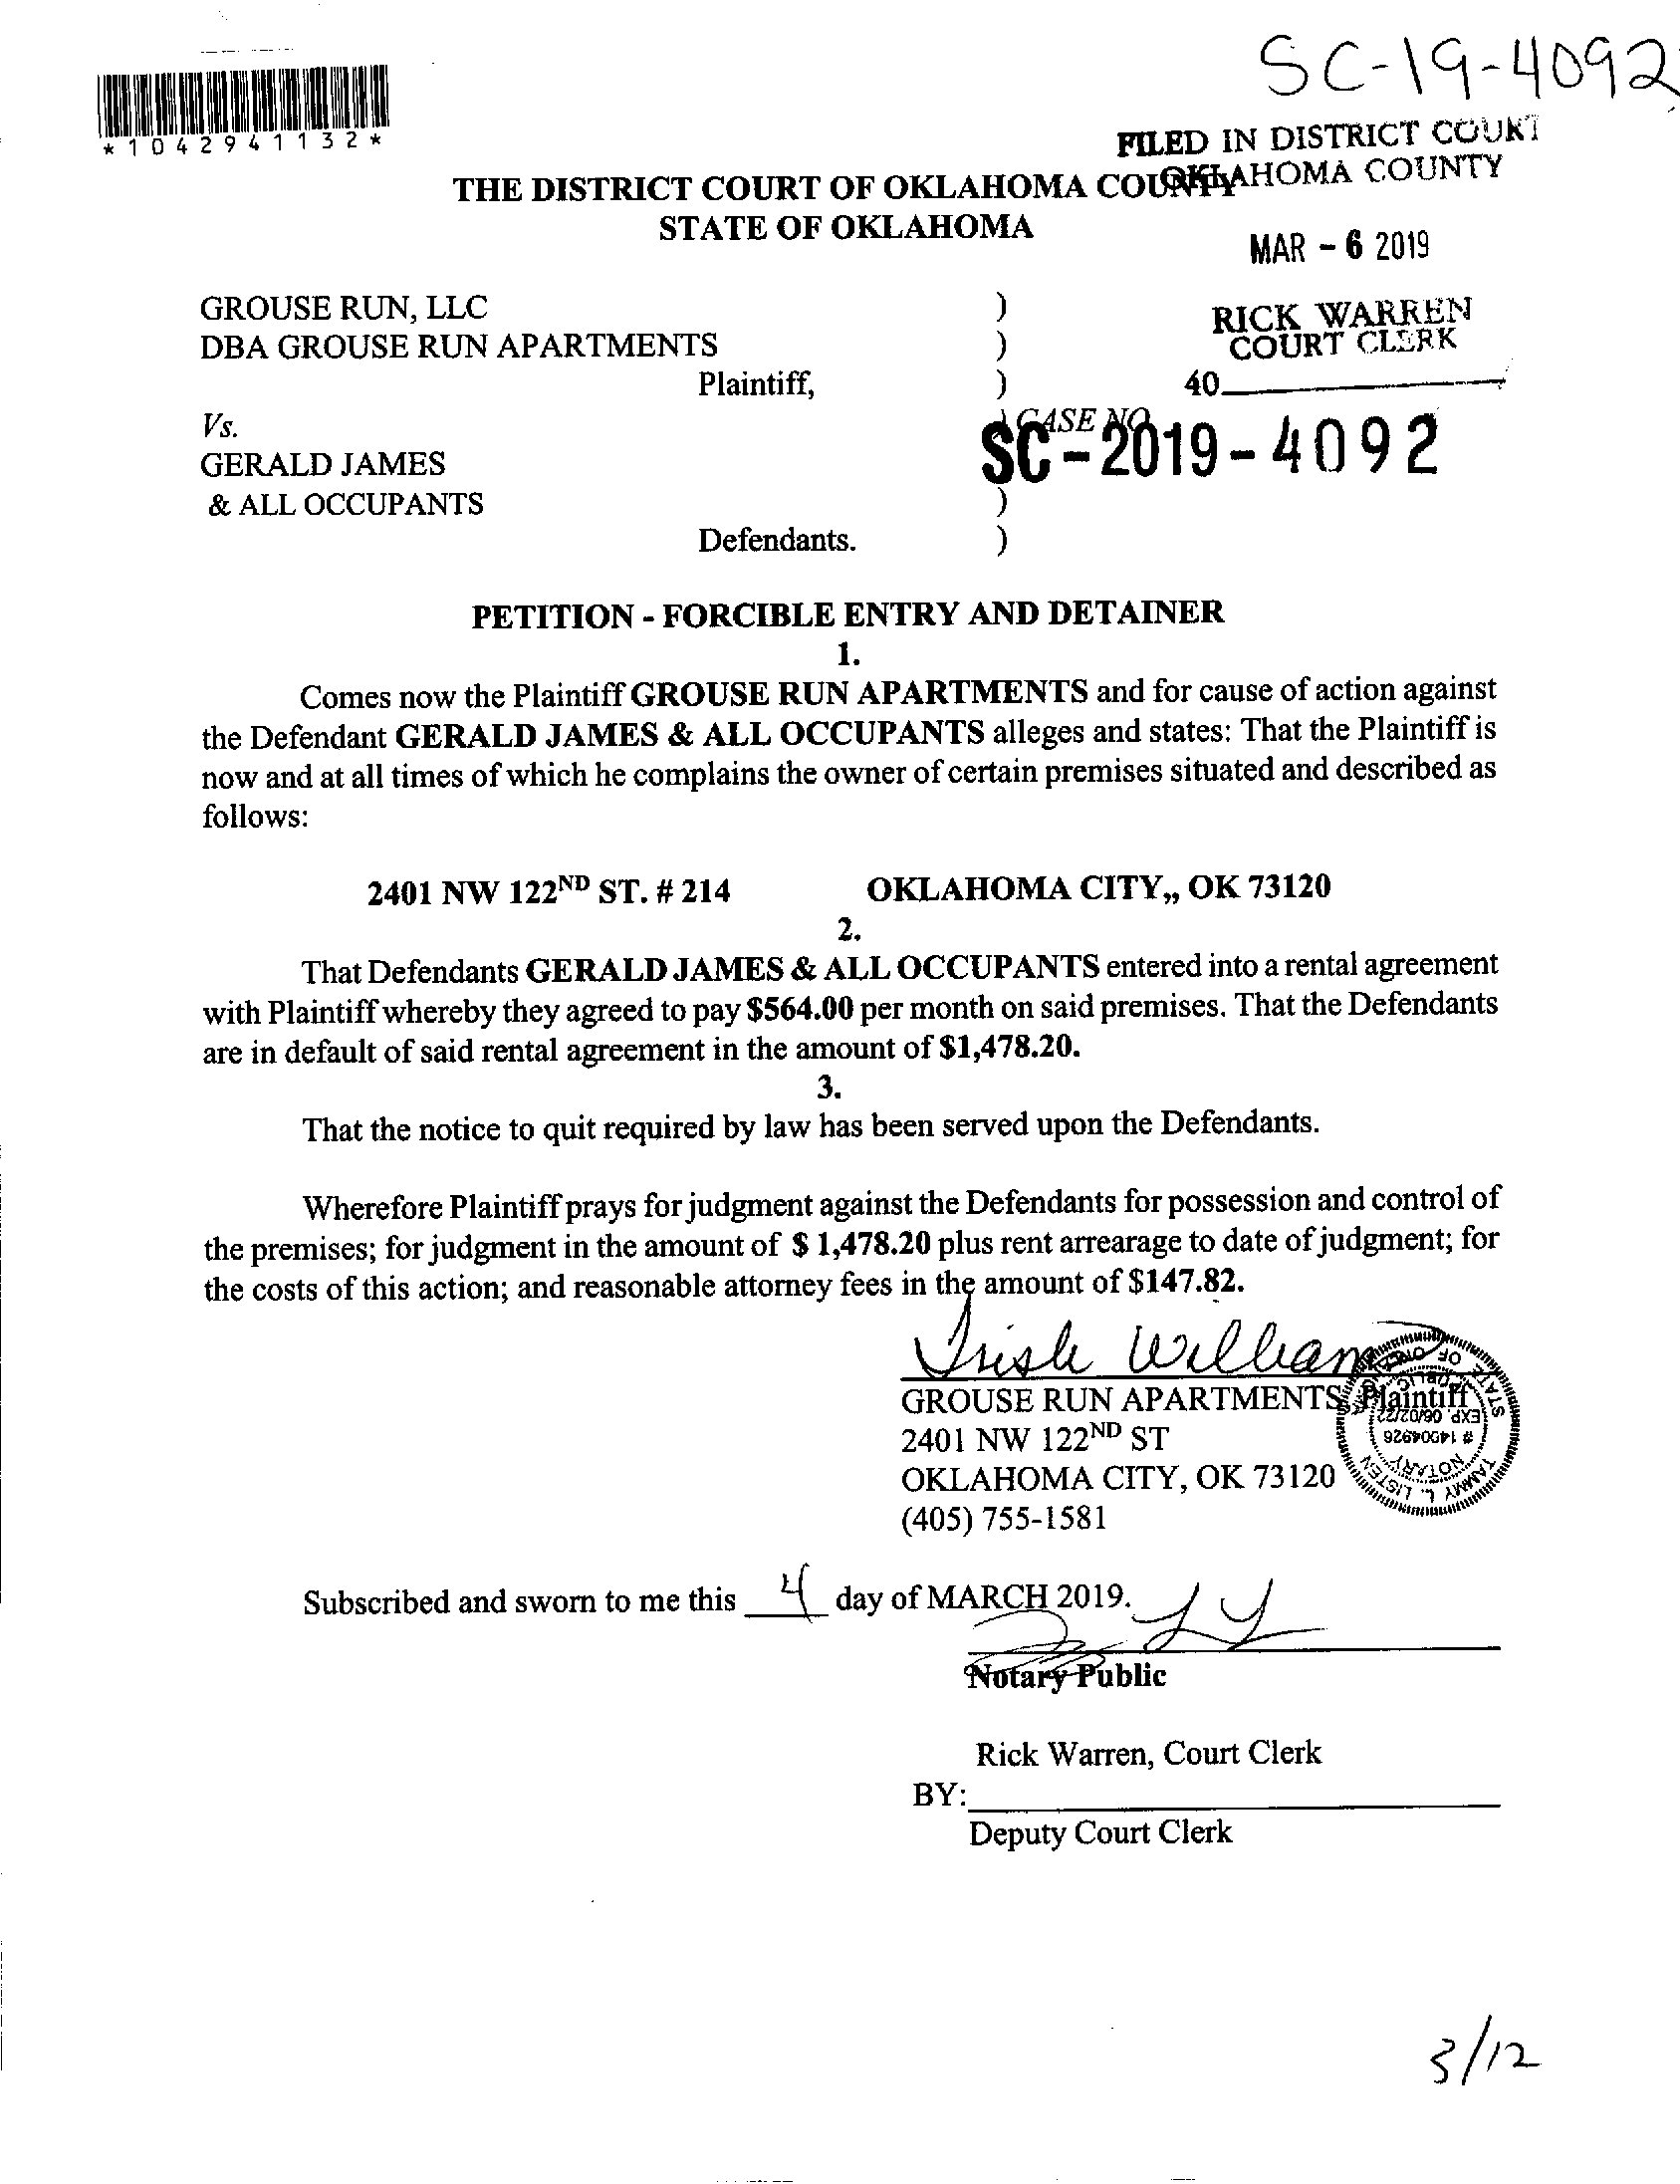 SC-19-4092
*1042941132*
FILED IN DISTRICT COURT
OKLAHOMA COUNTY
THE DISTRICT COURT OF OKLAHOMA COUNTY
STATE OF OKLAHOMA
MAR - 6 2019
GROUSE RUN, LLC )
RICK WARREN
DBA GROUSE RUN APARTMENTS )
COURT CLERK
Plaintiff, )
40
Vs. ) CASE NO.
SC-2019-4092
GERALD JAMES
& ALL OCCUPANTS )
Defendants. )
PETITION - FORCIBLE ENTRY AND DETAINER
1.
Comes now the Plaintiff GROUSE RUN APARTMENTS and for cause of action against
the Defendant GERALD JAMES & ALL OCCUPANTS alleges and states: That the Plaintiff is
now and at all times of which he complains the owner of certain premises situated and described as
follows:
2401 NW 122ND ST. # 214 OKLAHOMA CITY,, OK 73120
2.
That Defendants GERALD JAMES & ALL OCCUPANTS entered into a rental agreement
with Plaintiff whereby they agreed to pay $564.00 per month on said premises. That the Defendants
are in default of said rental agreement in the amount of $1,478.20.
3.
That the notice to quit required by law has been served upon the Defendants.
Wherefore Plaintiff prays for judgment against the Defendants for possession and control of
the premises; for judgment in the amount of $ 1,478.20 plus rent arrearage to date of judgment; for
the costs of this action; and reasonable attorney fees in the amount of $147.82.
Trish Williams
GROUSE RUN APARTMENTS, Plaintiff
2401 NW 122ND ST
OKLAHOMA CITY, OK 73120
(405) 755-1581
TAMMY L. LISTEN
NOTARY
# 14004926
EXP. 06/02/22
PUBLIC
STATE OF
Subscribed and sworn to me this 4 day of MARCH 2019.
Notary Public
Rick Warren, Court Clerk
BY:
Deputy Court Clerk
3/12